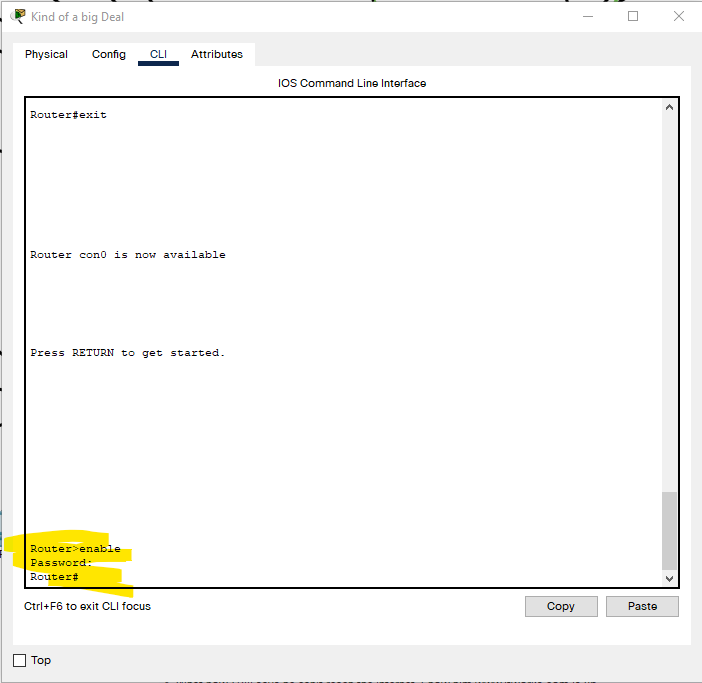 Kind of a big Deal
Physical Config CLI Attributes
IOS Command Line Interface
Router#exit
Router con0 is now available
Press RETURN to get started.
Router>enable
Password:
Router#
Ctrl+F6 to exit CLI focus
Copy Paste
Top